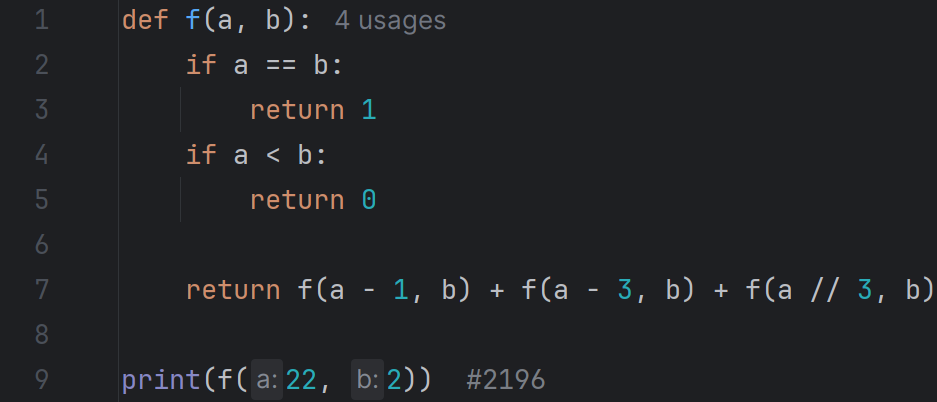 1 def f(a, b): 4 usages
2 if a == b:
3 return 1
4 if a < b:
5 return 0
6
7 return f(a - 1, b) + f(a - 3, b) + f(a // 3, b)
8
9 print(f( a: 22, b: 2)) #2196